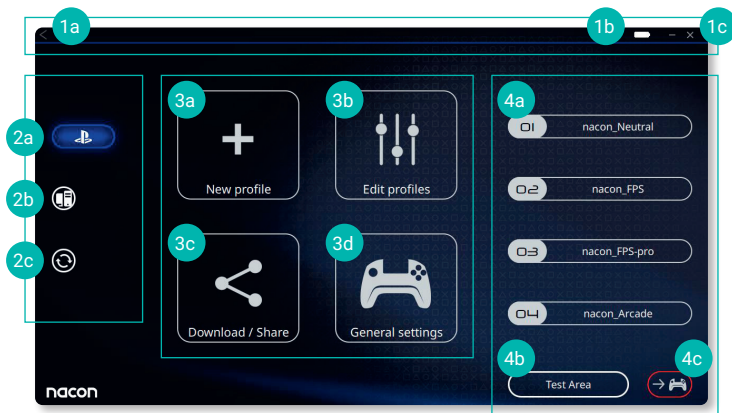 1a
1b
1c
2a
2b
2c
3a
New profile
3b
Edit profiles
3c
Download / Share
3d
General settings
4a
01 nacon_Neutral
02 nacon_FPS
03 nacon_FPS-pro
04 nacon_Arcade
4b
Test Area
4c
nacon